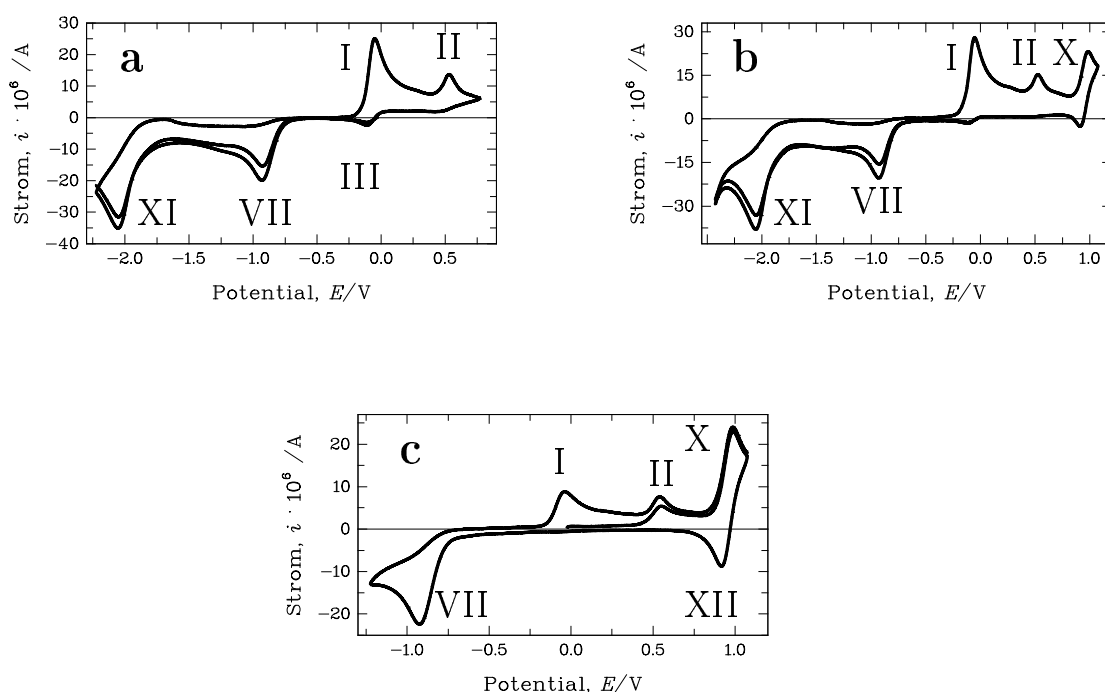 30
20
10
0
−10
−20
−30
−40
Strom, i · 10⁶ /A
a
I
II
III
XI
VII
−2.0 −1.5 −1.0 −0.5 0.0 0.5
Potential, E/V
30
15
0
−15
−30
Strom, i · 10⁶ /A
b
I
II
X
XI
VII
−2.0 −1.5 −1.0 −0.5 0.0 0.5 1.0
Potential, E/V
20
10
0
−10
−20
Strom, i · 10⁶ /A
c
I
II
X
VII
XII
−1.0 −0.5 0.0 0.5 1.0
Potential, E/V